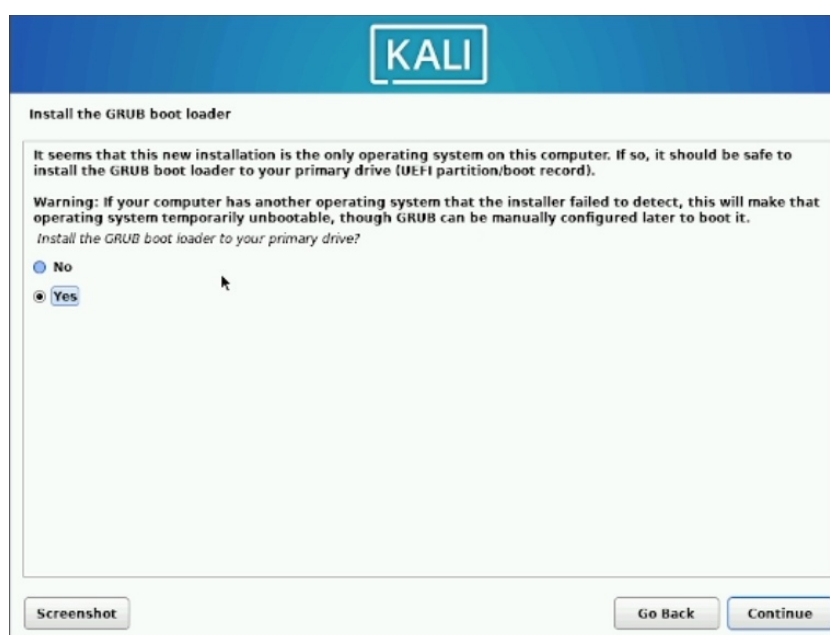 KALI
Install the GRUB boot loader
It seems that this new installation is the only operating system on this computer. If so, it should be safe to
install the GRUB boot loader to your primary drive (UEFI partition/boot record).
Warning: If your computer has another operating system that the installer failed to detect, this will make that
operating system temporarily unbootable, though GRUB can be manually configured later to boot it.
Install the GRUB boot loader to your primary drive?
No
Yes
Screenshot
Go Back
Continue